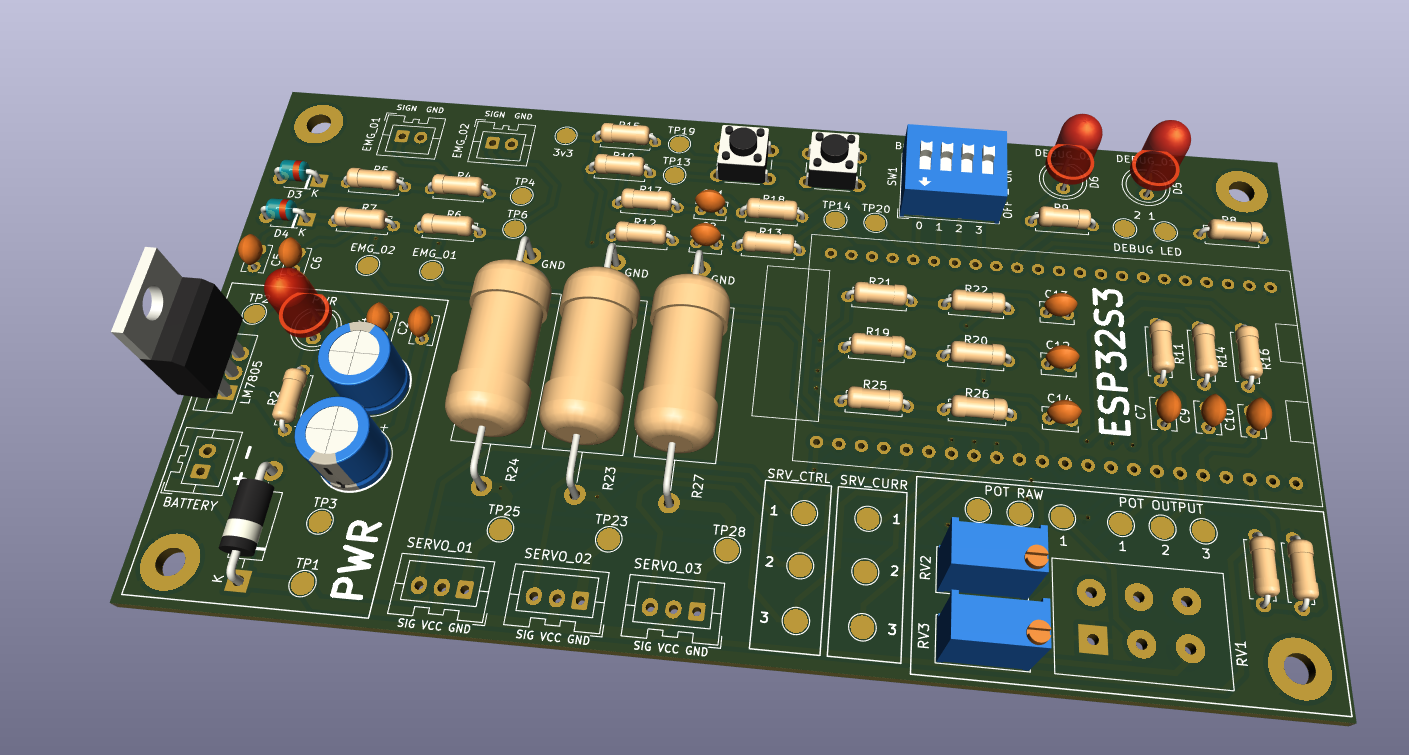 SIGN GND
SIGN GND
EMG_01
EMG_02
3v3
R15
TP19
R10
TP13
SW1
0 1 2 3
D6
D5
2 1
DEBUG LED
R9
R8
D3 K
R5
R4
TP4
R17
R18
TP14
TP20
D4 K
R7
R6
TP6
R12
R13
C5
C6
EMG_02
EMG_01
GND
GND
GND
LM7805
R2
R21
R22
R19
R20
R25
R26
C14
ESP32S3
R11
R14
R16
C7
C9
C10
BATTERY
+
-
+
TP3
K
TP1
PWR
R24
R23
R27
TP25
TP23
TP28
SERVO_01
SERVO_02
SERVO_03
SIG VCC GND
SIG VCC GND
SIG VCC GND
SRV_CTRL
SRV_CURR
1
2
3
1
2
3
POT RAW
1
POT OUTPUT
1 2 3
RV2
RV3
RV1